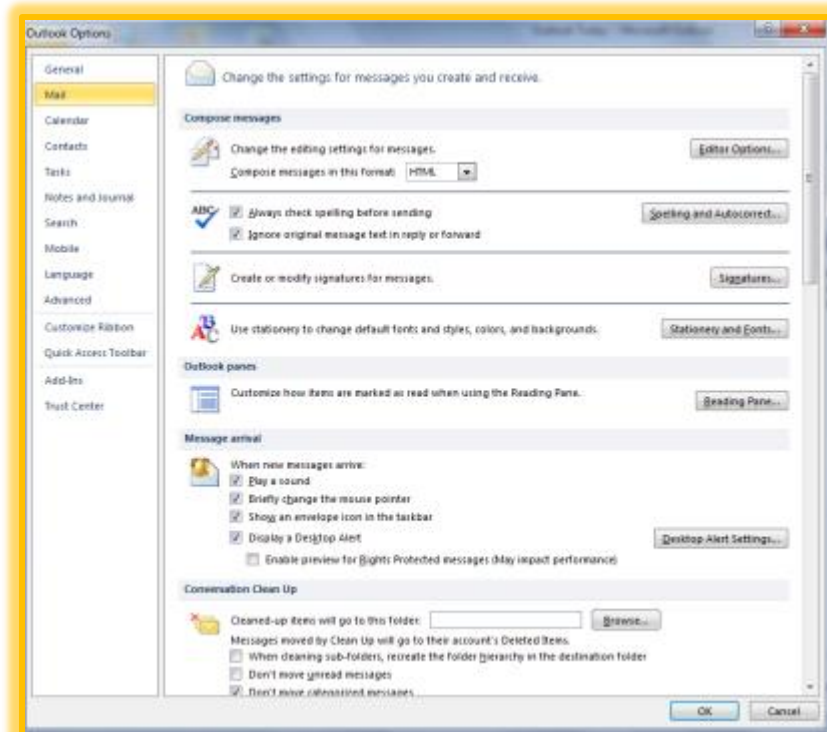 Outlook Options
General
Mail
Calendar
Contacts
Tasks
Notes and Journal
Search
Mobile
Language
Advanced
Customize Ribbon
Quick Access Toolbar
Add-Ins
Trust Center
Change the settings for messages you create and receive.
Compose messages
Change the editing settings for messages.
Editor Options...
Compose messages in this format: HTML
ABC
Always check spelling before sending
Spelling and Autocorrect...
Ignore original message text in reply or forward
Create or modify signatures for messages.
Signatures...
Use stationery to change default fonts and styles, colors, and backgrounds.
Stationery and Fonts...
Outlook panes
Customize how items are marked as read when using the Reading Pane.
Reading Pane...
Message arrival
When new messages arrive:
Play a sound
Briefly change the mouse pointer
Show an envelope icon in the taskbar
Display a Desktop Alert
Desktop Alert Settings...
Enable preview for Rights Protected messages (May impact performance)
Conversation Clean Up
Cleaned-up items will go to this folder:
Browse...
Messages moved by Clean Up will go to their account's Deleted Items.
When cleaning sub-folders, recreate the folder hierarchy in the destination folder
Don't move unread messages
Don't move categorized messages
OK
Cancel